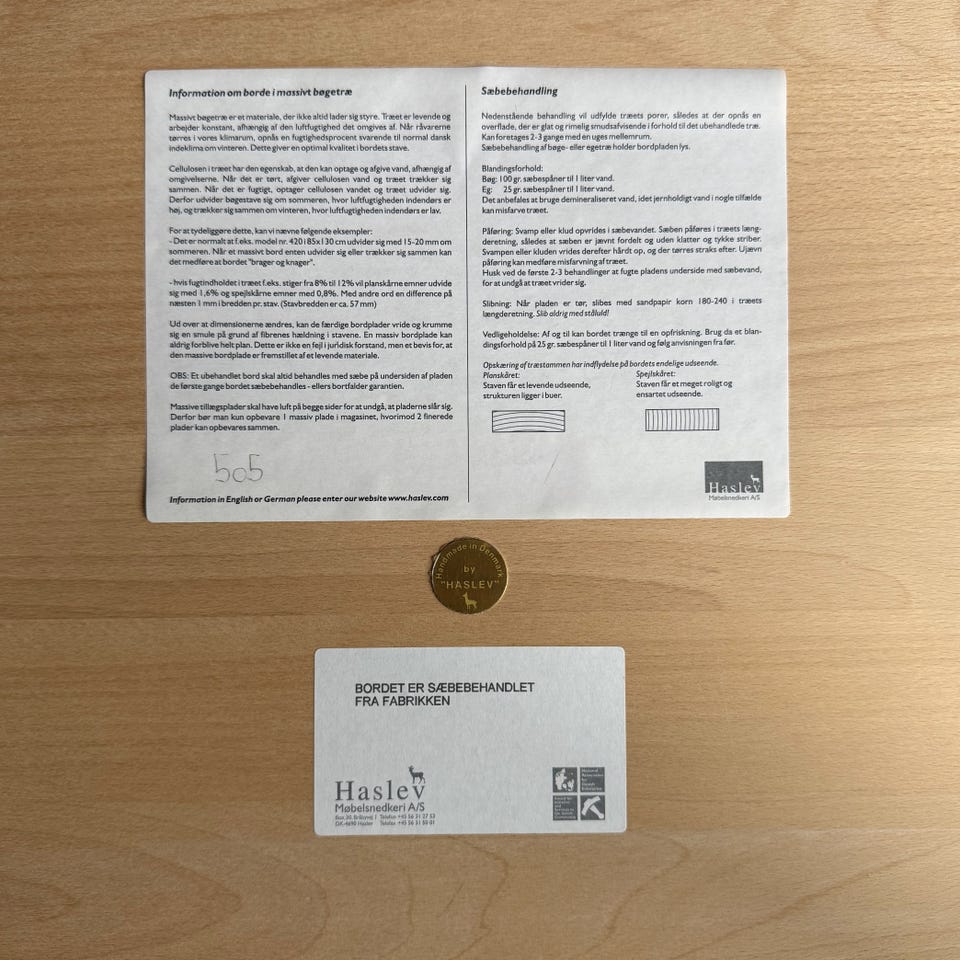 Information om borde i massivt bøgetræ
Massivt bøgetræ er et materiale, der ikke altid lader sig styre. Træet er levende og
arbejder konstant, afhængig af den luftfugtighed det omgives af. Når råvarerne
tørres i vores klimarum, opnås en fugtighedsprocent svarende til normal dansk
indeklima om vinteren. Dette giver en optimal kvalitet i bordets stave.
Cellulosen i træet har den egenskab, at den kan optage og afgive vand, afhængig af
omgivelserne. Når det er tørt, afgiver cellulosen vand og træet trækker sig
sammen. Når det er fugtigt, optager cellulosen vandet og træet udvider sig.
Derfor udvider bøgestave sig om sommeren, hvor luftfugtigheden indendørs er
høj, og trækker sig sammen om vinteren, hvor luftfugtigheden indendørs er lav.
For at tydeliggøre dette, kan vi nævne følgende eksempler:
- Det er normalt at f.eks. model nr. 420 i 85x130 cm udvider sig med 15-20 mm om
sommeren. Når et massivt bord enten udvider sig eller trækker sig sammen kan
det medføre at bordet "brager og knager".
- hvis fugtindholdet i træet f.eks. stiger fra 8% til 12% vil planskårne emner udvide
sig med 1,6% og spejlskårne emner med 0,8%. Med andre ord en difference på
næsten 1 mm i bredden pr. stav. (Stavbredden er ca. 57 mm)
Ud over at dimensionerne ændres, kan de færdige bordplader vride og krumme
sig en smule på grund af fibrenes hældning i stavene. En massiv bordplade kan
aldrig forblive helt plan. Dette er ikke en fejl i juridisk forstand, men et bevis for, at
den massive bordplade er fremstillet af et levende materiale.
OBS: Et ubehandlet bord skal altid behandles med sæbe på undersiden af pladen
de første gange bordet sæbebehandles - ellers bortfalder garantien.
Massive tillægsplader skal have luft på begge sider for at undgå, at pladerne slår sig.
Derfor bør man kun opbevare 1 massiv plade i magasinet, hvorimod 2 finerede
plader kan opbevares sammen.
505
Information in English or German please enter our website www.haslev.com
Sæbebehandling
Nedenstående behandling vil udfylde træets porer, således at der opnås en
overflade, der er glat og rimelig smudsafvisende i forhold til det ubehandlede træ.
Kan foretages 2-3 gange med en uges mellemrum.
Sæbebehandling af bøge- eller egetræ holder bordpladen lys.
Blandingsforhold:
Bøg: 100 gr. sæbespåner til 1 liter vand.
Eg: 25 gr. sæbespåner til 1 liter vand.
Det anbefales at bruge demineraliseret vand, idet jernholdigt vand i nogle tilfælde
kan misfarve træet.
Påføring: Svamp eller klud opvrides i sæbevandet. Sæben påføres i træets læng-
deretning, således at sæben er jævnt fordelt og uden klatter og tykke striber.
Svampen eller kluden vrides derefter hårdt op, og der tørres straks efter. Ujævn
påføring kan medføre misfarvning af træet.
Husk ved de første 2-3 behandlinger at fugte pladens underside med sæbevand,
for at undgå at træet vrider sig.
Slibning: Når pladen er tør, slibes med sandpapir korn 180-240 i træets
længderetning. Slib aldrig med ståluld!
Vedligeholdelse: Af og til kan bordet trænge til en opfriskning. Brug da et blan-
dingsforhold på 25 gr. sæbespåner til 1 liter vand og følg anvisningen fra før.
Opskæring af træstammen har indflydelse på bordets endelige udseende.
Planskåret: Spejlskåret:
Staven får et levende udseende, Staven får et meget roligt og
strukturen ligger i buer. ensartet udseende.
Haslev
Møbelsnedkeri A/S
Handmade in Denmark
by
"HASLEV"
BORDET ER SÆBEBEHANDLET
FRA FABRIKKEN
Haslev
Møbelsnedkeri A/S